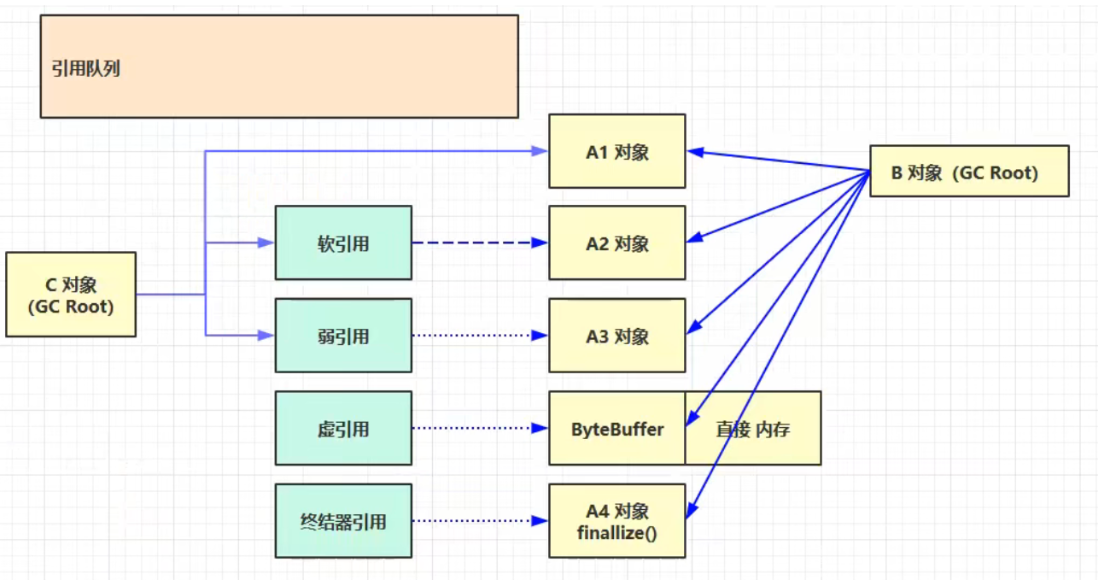 引用队列
A1 对象
B 对象（GC Root）
软引用
A2 对象
C 对象
(GC Root)
弱引用
A3 对象
虚引用
ByteBuffer
直接 内存
终结器引用
A4 对象
finallize()